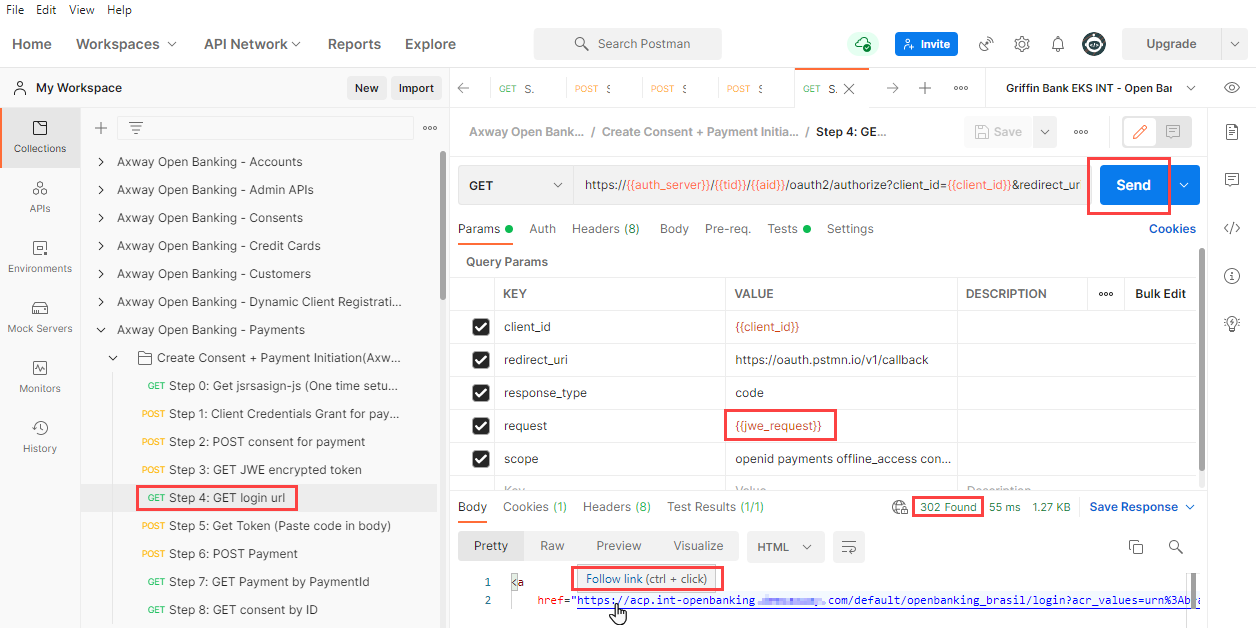 File Edit View Help
Home Workspaces API Network Reports Explore Search Postman Invite Upgrade
My Workspace New Import GET S. POST S POST S POST S GET S. Griffin Bank EKS INT - Open Bar
Collections
APIs
Environments
Mock Servers
Monitors
History
Axway Open Banking - Accounts
Axway Open Banking - Admin APIs
Axway Open Banking - Consents
Axway Open Banking - Credit Cards
Axway Open Banking - Customers
Axway Open Banking - Dynamic Client Registrati...
Axway Open Banking - Payments
Create Consent + Payment Initiation(Axw...
GET Step 0: Get jsrsasign-js (One time setu...
POST Step 1: Client Credentials Grant for pay...
POST Step 2: POST consent for payment
POST Step 3: GET JWE encrypted token
GET Step 4: GET login url
POST Step 5: Get Token (Paste code in body)
POST Step 6: POST Payment
GET Step 7: GET Payment by PaymentId
GET Step 8: GET consent by ID
Axway Open Bank... / Create Consent + Payment Initia... / Step 4: GE... Save
GET https://{{auth_server}}/{{tid}}/{{aid}}/oauth2/authorize?client_id={{client_id}}&redirect_ur Send
Params Auth Headers (8) Body Pre-req. Tests Settings Cookies
Query Params
KEY VALUE DESCRIPTION Bulk Edit
client_id {{client_id}}
redirect_uri https://oauth.pstmn.io/v1/callback
response_type code
request {{jwe_request}}
scope openid payments offline_access con...
Key Value Description
Body Cookies (1) Headers (8) Test Results (1/1) 302 Found 55 ms 1.27 KB Save Response
Pretty Raw Preview Visualize HTML
Follow link (ctrl + click)
1 <a
2 href="https://acp.int-openbanking. .com/default/openbanking_brasil/login?acr_values=urn%3Abra